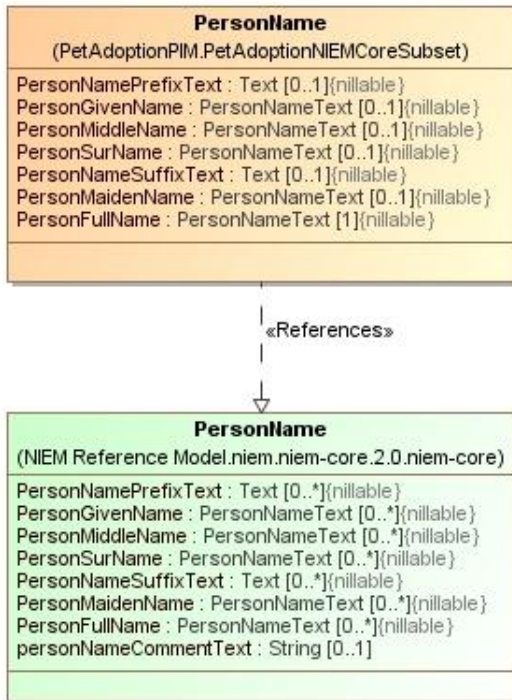 PersonName
(PetAdoptionPIM.PetAdoptionNIEMCoreSubset)
PersonNamePrefixText : Text [0..1]{nillable}
PersonGivenName : PersonNameText [0..1]{nillable}
PersonMiddleName : PersonNameText [0..1]{nillable}
PersonSurName : PersonNameText [0..1]{nillable}
PersonNameSuffixText : Text [0..1]{nillable}
PersonMaidenName : PersonNameText [0..1]{nillable}
PersonFullName : PersonNameText [1]{nillable}
«References»
PersonName
(NIEM Reference Model.niem.niem-core.2.0.niem-core)
PersonNamePrefixText : Text [0..*]{nillable}
PersonGivenName : PersonNameText [0..*]{nillable}
PersonMiddleName : PersonNameText [0..*]{nillable}
PersonSurName : PersonNameText [0..*]{nillable}
PersonNameSuffixText : Text [0..*]{nillable}
PersonMaidenName : PersonNameText [0..*]{nillable}
PersonFullName : PersonNameText [0..*]{nillable}
personNameCommentText : String [0..1]